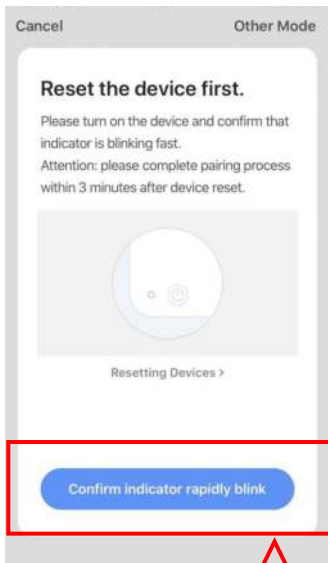 Cancel Other Mode
Reset the device first.
Please turn on the device and confirm that
indicator is blinking fast.
Attention: please complete pairing process
within 3 minutes after device reset.
Resetting Devices >
Confirm indicator rapidly blink